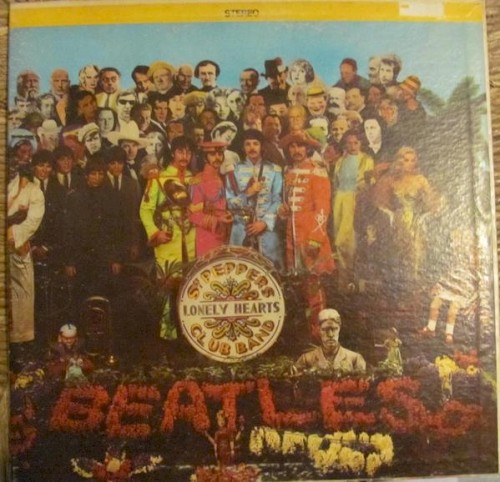 STEREO
SGT. PEPPERS
LONELY HEARTS
CLUB BAND
BEATLES